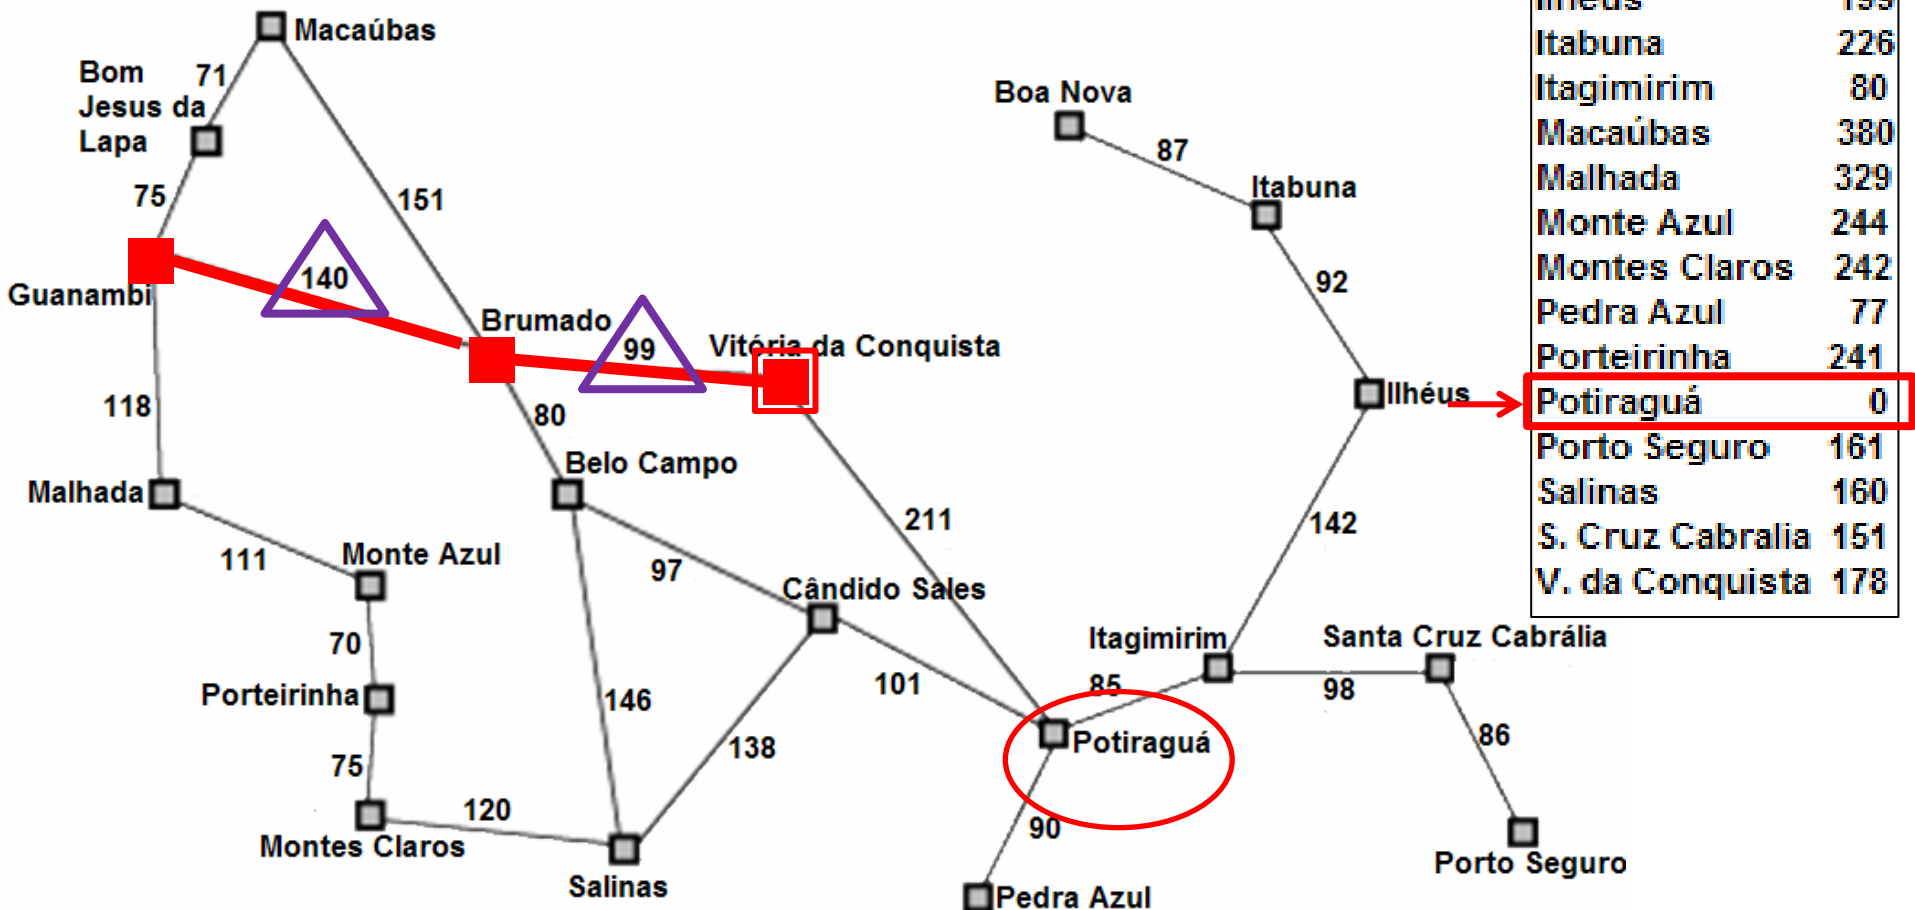 Macaúbas
Bom
Jesus da
Lapa
71
75
151
Guanambi
140
Brumado
99
Vitória da Conquista
118
80
Belo Campo
Malhada
111
Monte Azul
97
211
Cândido Sales
70
Porteirinha
146
101
138
75
120
Montes Claros
Salinas
Boa Nova
87
Itabuna
92
Ilhéus
142
Itagimirim
Santa Cruz Cabrália
85
98
Potiraguá
86
90
Porto Seguro
Pedra Azul
Ilhéus 199
Itabuna 226
Itagimirim 80
Macaúbas 380
Malhada 329
Monte Azul 244
Montes Claros 242
Pedra Azul 77
Porteirinha 241
Potiraguá 0
Porto Seguro 161
Salinas 160
S. Cruz Cabralia 151
V. da Conquista 178